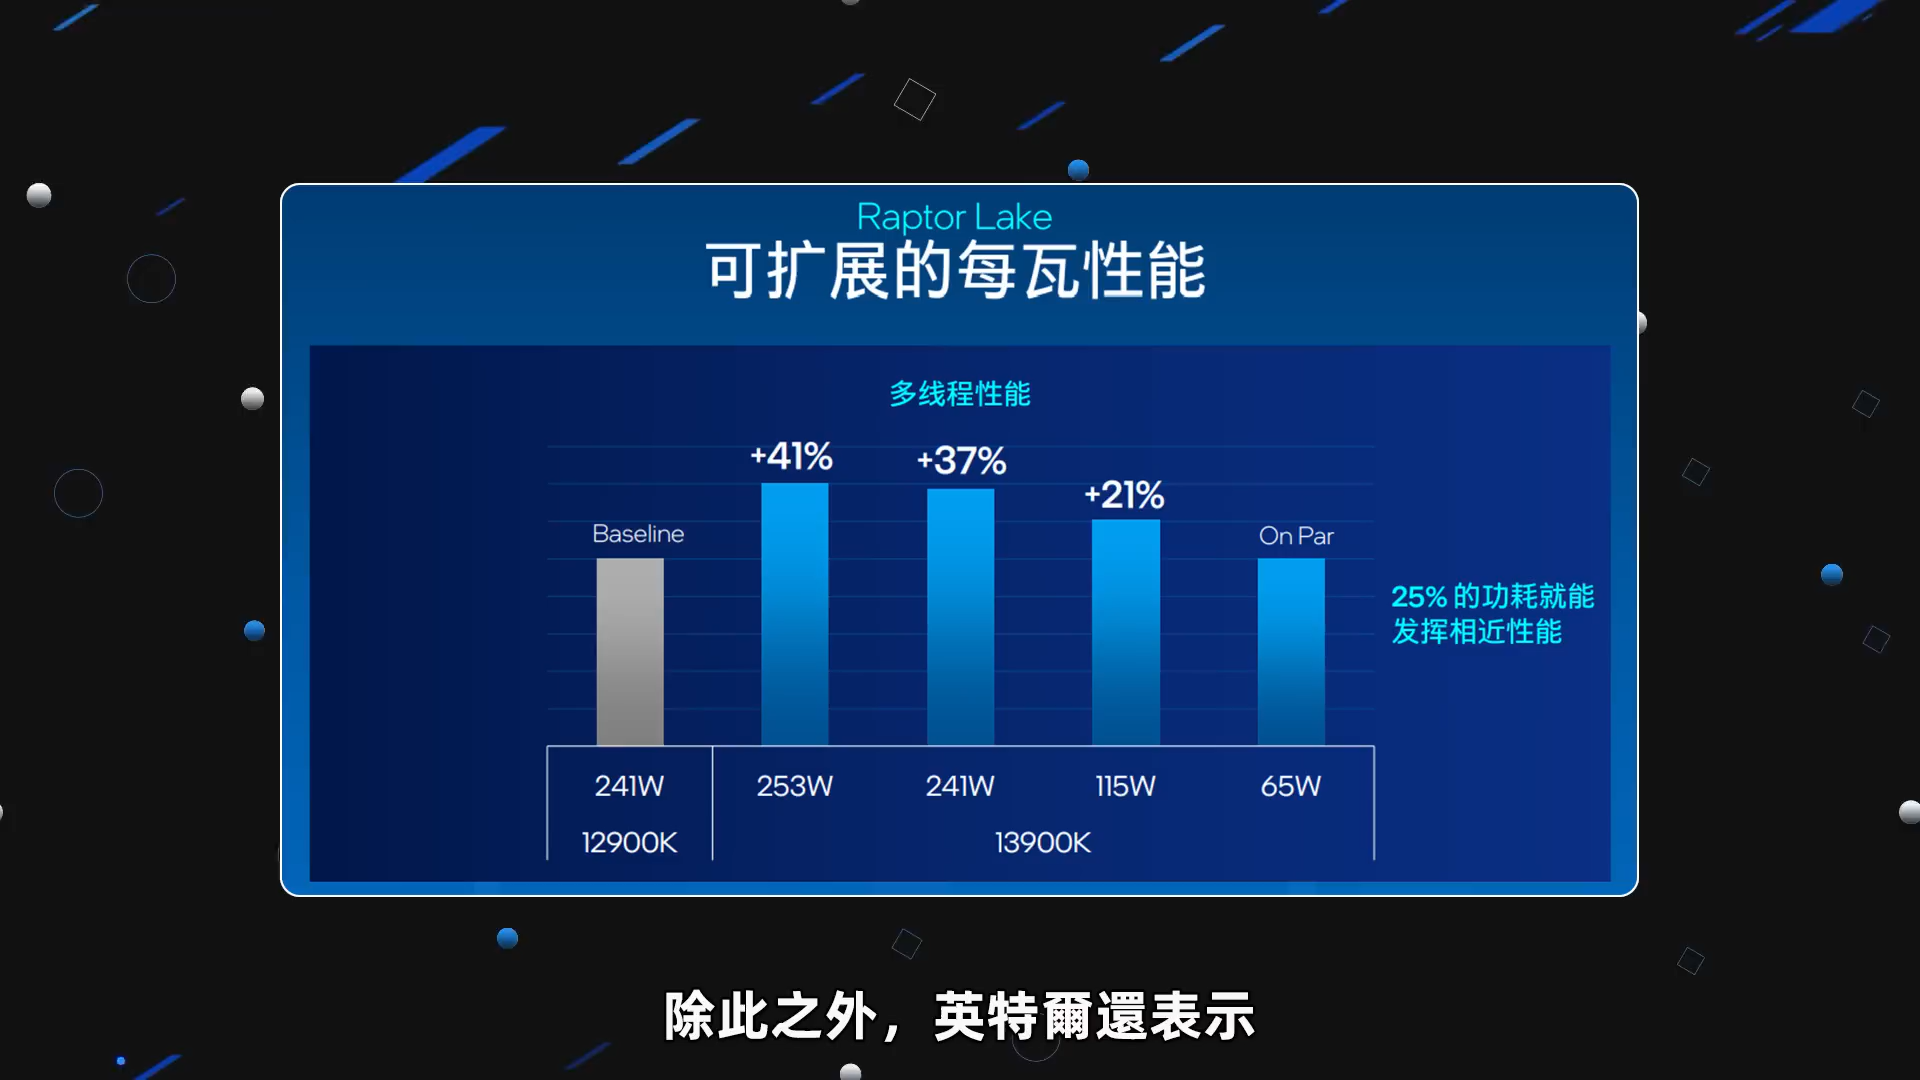 Raptor Lake
可扩展的每瓦性能
多线程性能
Baseline
+41%
+37%
+21%
On Par
25% 的功耗就能
发挥相近性能
241W
253W
241W
115W
65W
12900K
13900K
除此之外，英特爾還表示